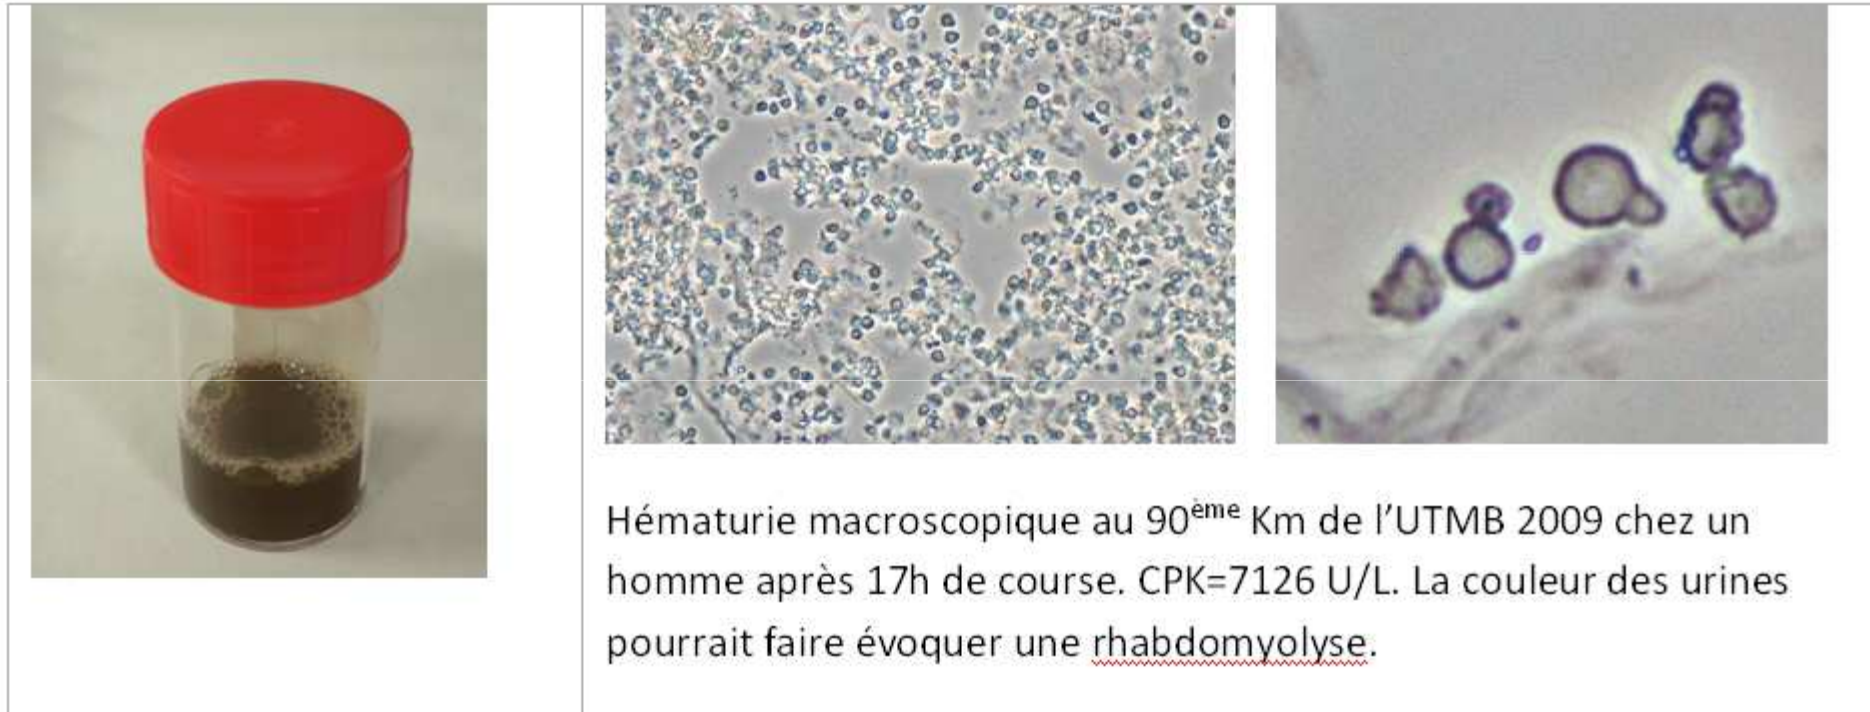 Hématurie macroscopique au 90ème Km de l'UTMB 2009 chez un
homme après 17h de course. CPK=7126 U/L. La couleur des urines
pourrait faire évoquer une rhabdomyolyse.